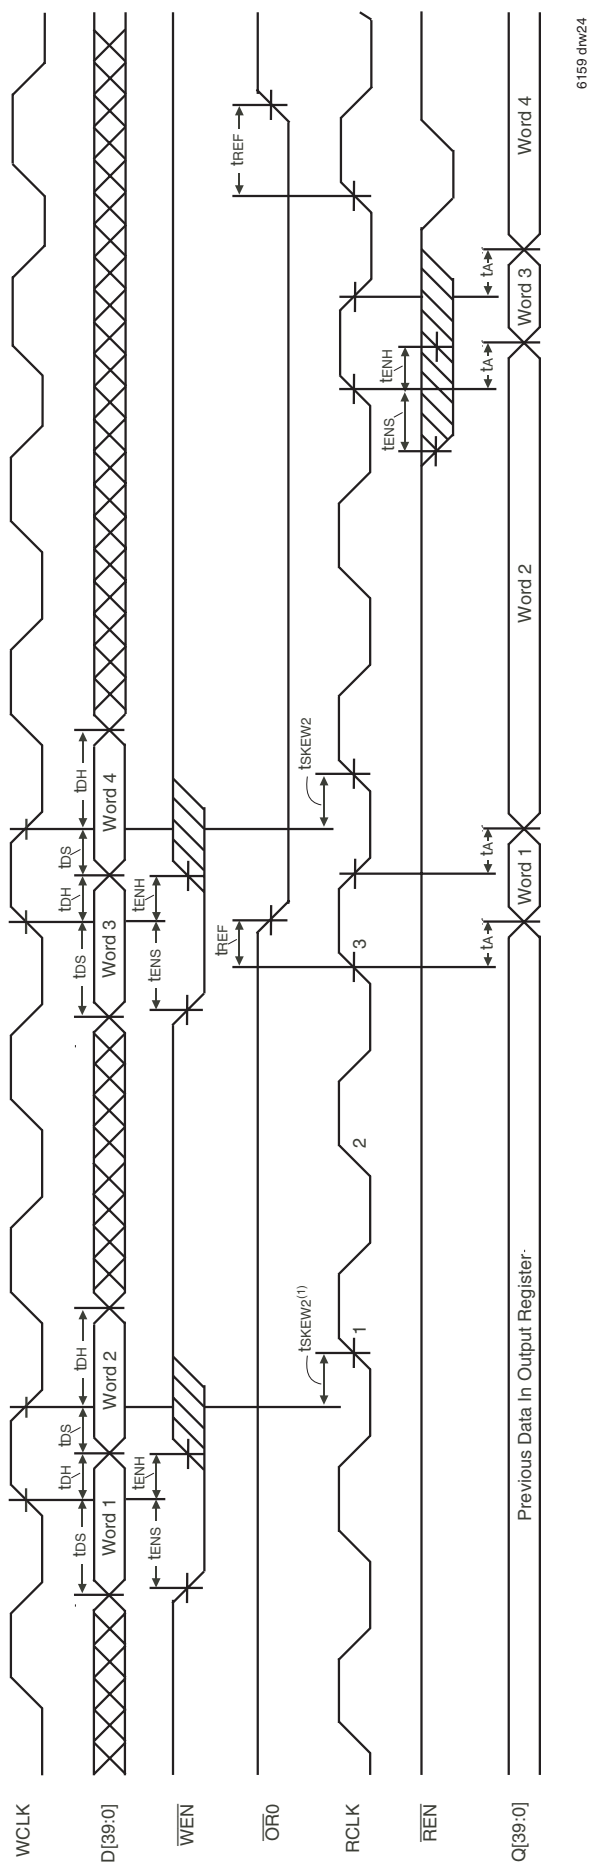 WCLK
tDS
tDH
tDS
tDH
tDS
tDH
tDS
tDH
D[39:0]
Word 1
Word 2
Word 3
Word 4
tENS
tENH
tENS
tENH
WEN
tREF
tREF
OR0
tSKEW2(1)
tSKEW2
RCLK
1
2
3
tENS
tENH
REN
tA
tA
tA
tA
Q[39:0]
Previous Data In Output Register
Word 1
Word 2
Word 3
Word 4
6159 drw24